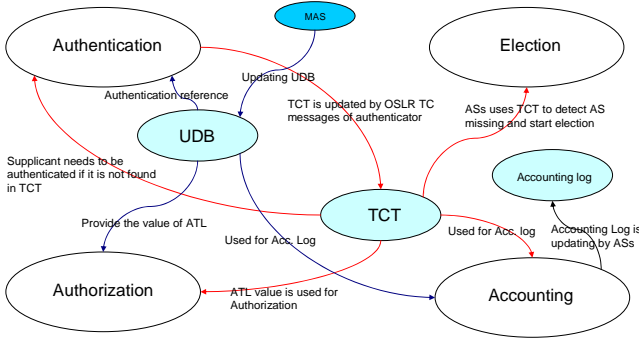 MAS
Authentication
Election
Updating UDB
Authentication reference
TCT is updated by OSLR TC
messages of authenticator
ASs uses TCT to detect AS
missing and start election
UDB
Supplicant needs to be
authenticated if it is not found
in TCT
Accounting log
TCT
Provide the value of ATL
Used for Acc. Log
Used for Acc. log
Accounting Log is
updating by ASs
Authorization
ATL value is used for
Authorization
Accounting